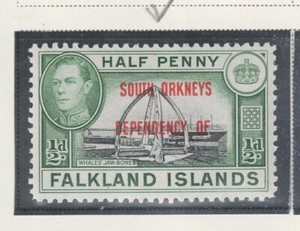 HALF PENNY
SOUTH ORKNEYS
DEPENDENCY OF
½d
½d
WHALES' JAW-BONES
FALKLAND ISLANDS